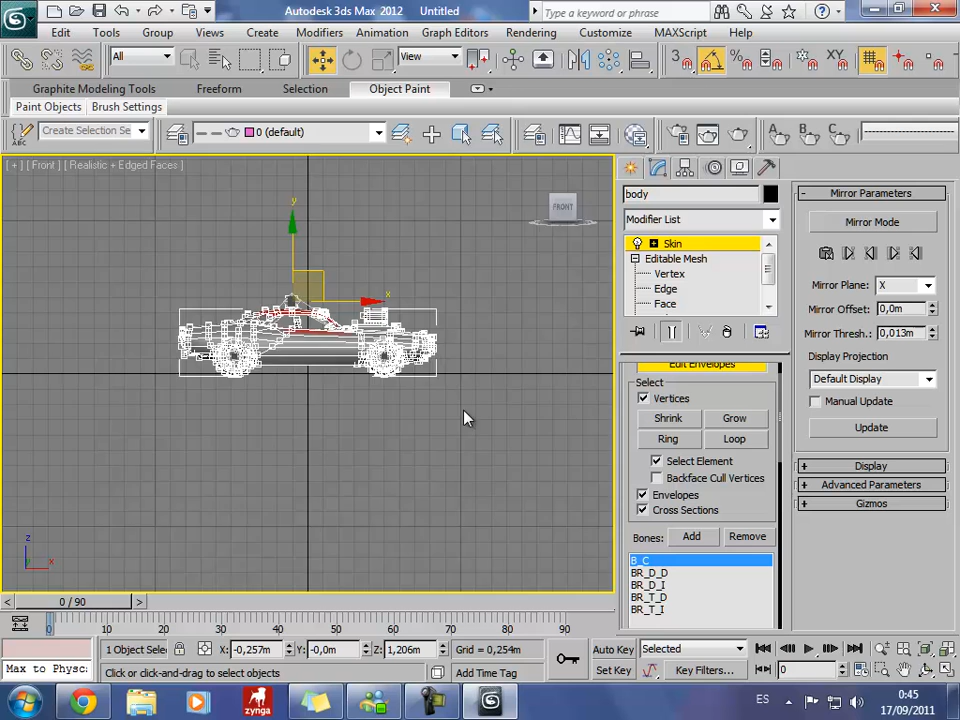 Autodesk 3ds Max 2012 Untitled
Type a keyword or phrase
Edit Tools Group Views Create Modifiers Animation Graph Editors Rendering Customize MAXScript Help
All View 3 % XY
Graphite Modeling Tools Freeform Selection Object Paint
Paint Objects Brush Settings
ABC Create Selection Se 0 (default) A B C
[ + ] [ Front ] [ Realistic + Edged Faces ]
FRONT
y
x
z
x
body
Modifier List
Skin
Editable Mesh
Vertex
Edge
Face
Edit Envelopes
Select
Vertices
Shrink Grow
Ring Loop
Select Element
Backface Cull Vertices
Envelopes
Cross Sections
Bones: Add Remove
B_C
BR_D_D
BR_D_I
BR_T_D
BR_T_I
- Mirror Parameters
Mirror Mode
Mirror Plane: X
Mirror Offset: 0,0m
Mirror Thresh.: 0,013m
Display Projection
Default Display
Manual Update
Update
+ Display
+ Advanced Parameters
+ Gizmos
< 0 / 90 >
0 10 20 30 40 50 60 70 80 90
1 Object Selec X: -0,257m Y: -0,0m Z: 1,206m Grid = 0,254m Auto Key Selected
Max to Physc Click or click-and-drag to select objects Add Time Tag Set Key Key Filters... 0
zynga
ES
0:45
17/09/2011